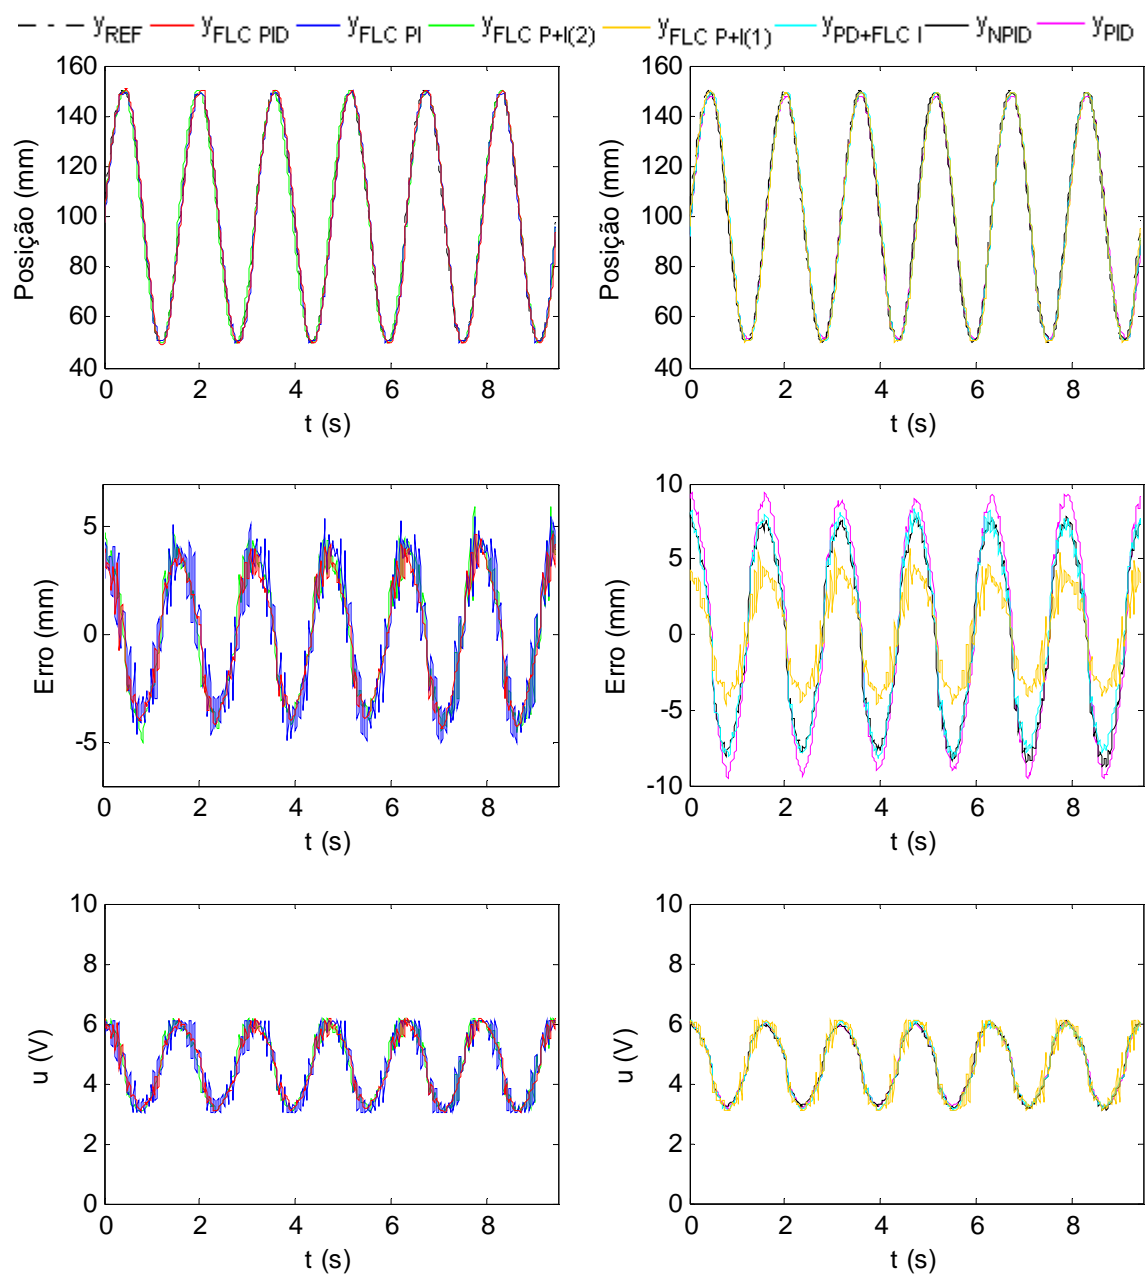 yREF yFLC PID yFLC PI yFLC P+I(2) yFLC P+I(1) yPD+FLC I yNPID yPID
160 160
140 140
120 120
100 100
80 80
60 60
40 40
Posição (mm) Posição (mm)
0 2 4 6 8 0 2 4 6 8
t (s) t (s)
5 0 -5
Erro (mm)
10 5 0 -5 -10
Erro (mm)
0 2 4 6 8 0 2 4 6 8
t (s) t (s)
10 10
8 8
6 6
4 4
2 2
0 0
u (V) u (V)
0 2 4 6 8 0 2 4 6 8
t (s) t (s)